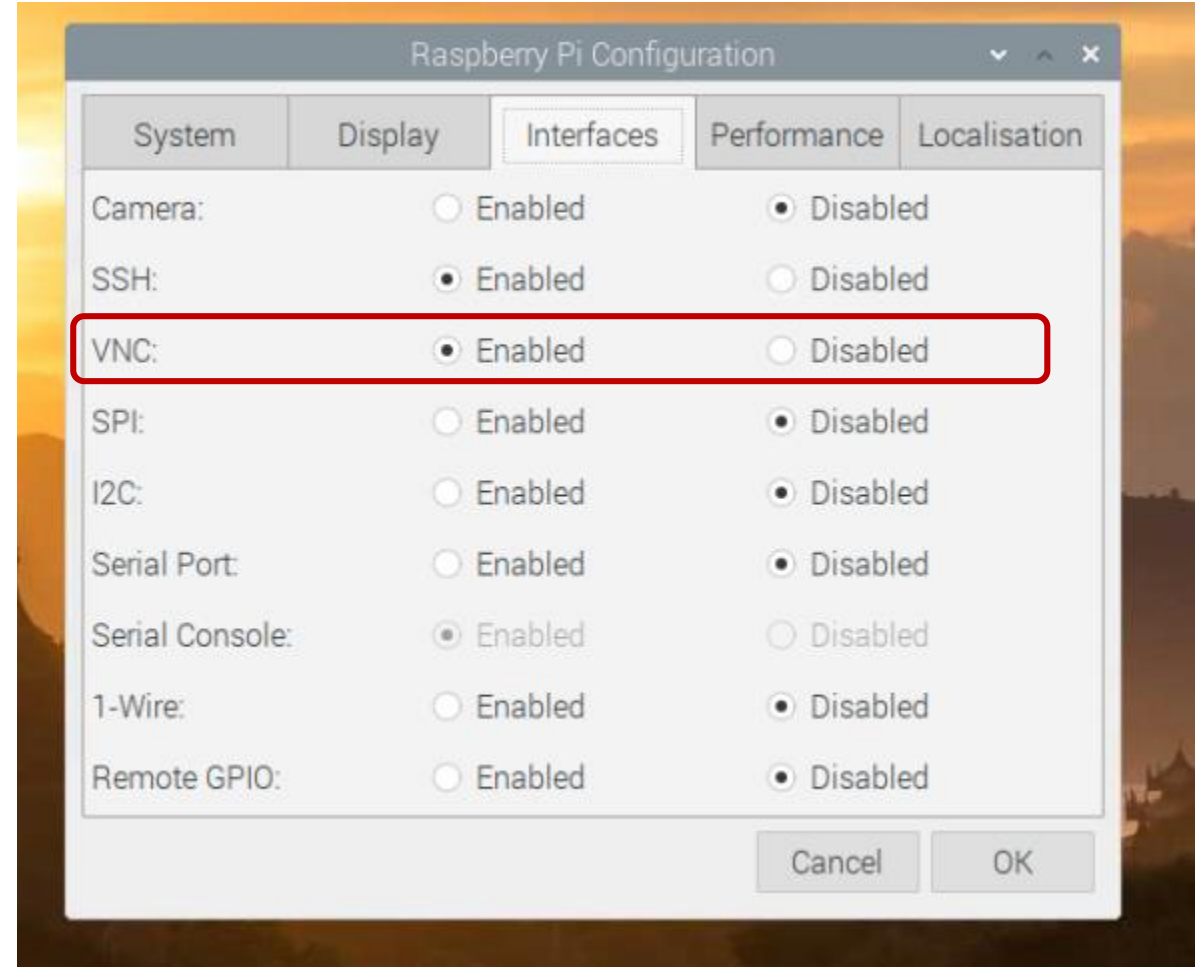 Raspberry Pi Configuration
System Display Interfaces Performance Localisation
Camera: Enabled Disabled
SSH: Enabled Disabled
VNC: Enabled Disabled
SPI: Enabled Disabled
I2C: Enabled Disabled
Serial Port: Enabled Disabled
Serial Console: Enabled Disabled
1-Wire: Enabled Disabled
Remote GPIO: Enabled Disabled
Cancel OK